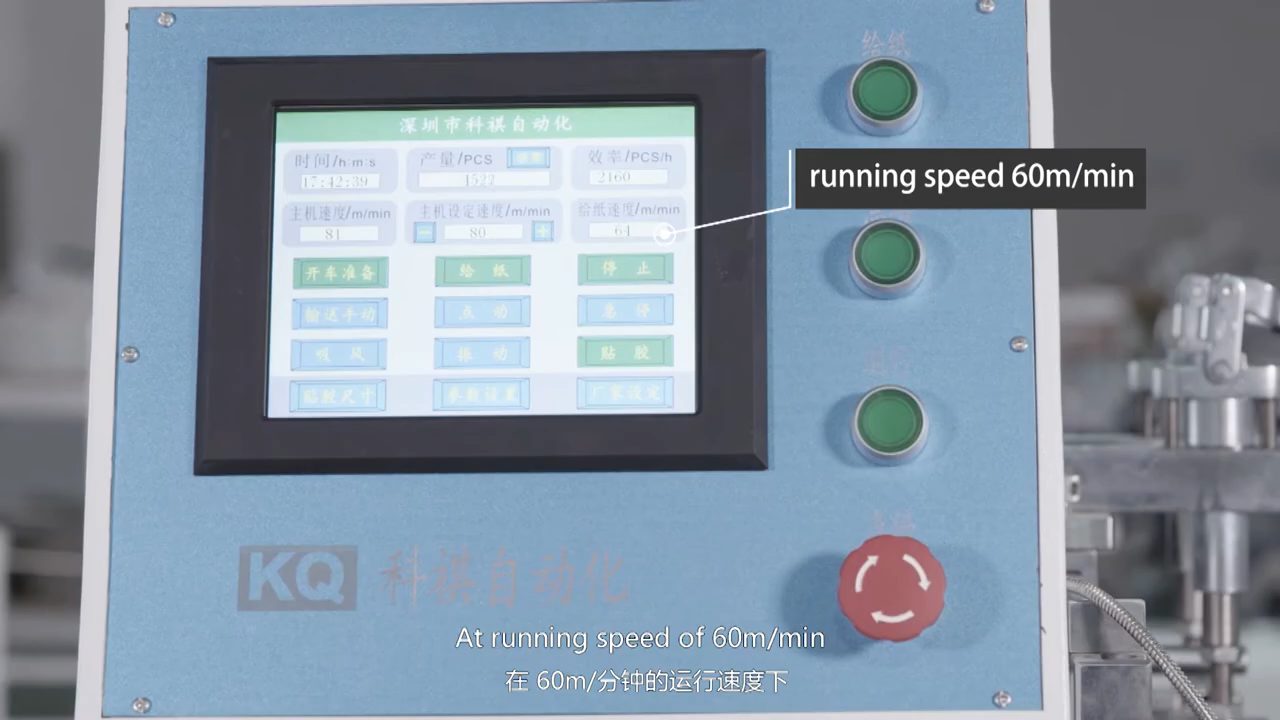 给纸
深圳市科祺自动化
时间/h:m:s 产量/PCS 效率/PCS/h
17:42:39 1527 2160
主机速度/m/min 主机设定速度/m/min 给纸速度/m/min
81 − 80 + 64
running speed 60m/min
开车准备 给 纸 停 止
输送手动 点 动 急 停
吸 风 振 动 贴 胶
贴胶尺寸 参数设置 厂家设定
KQ 科祺自动化
At running speed of 60m/min
在 60m/分钟的运行速度下